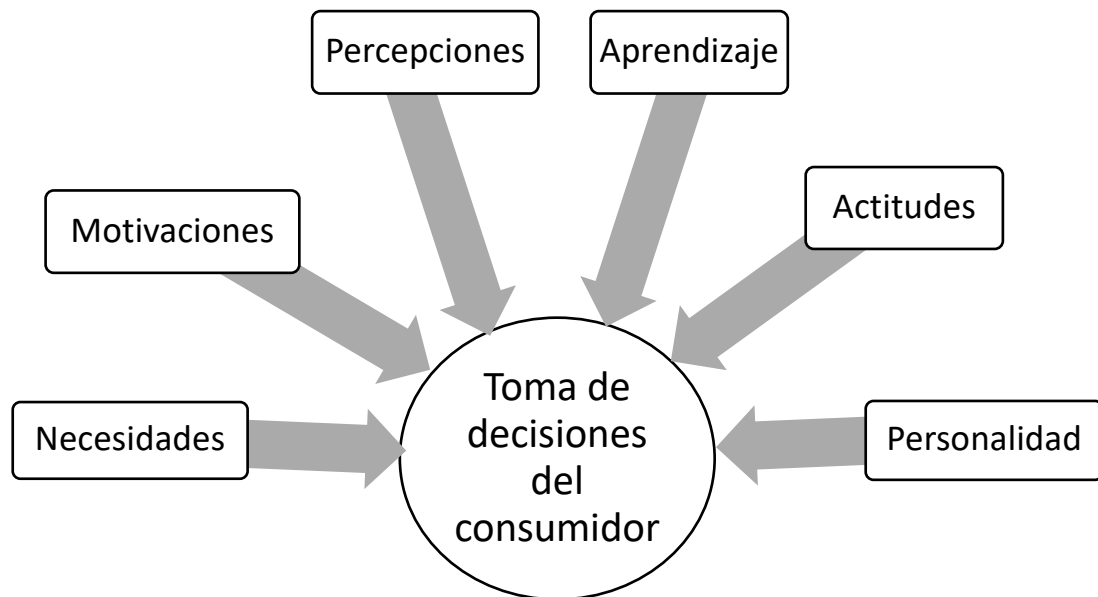 Percepciones
Aprendizaje
Motivaciones
Actitudes
Necesidades
Toma de
decisiones
del
consumidor
Personalidad